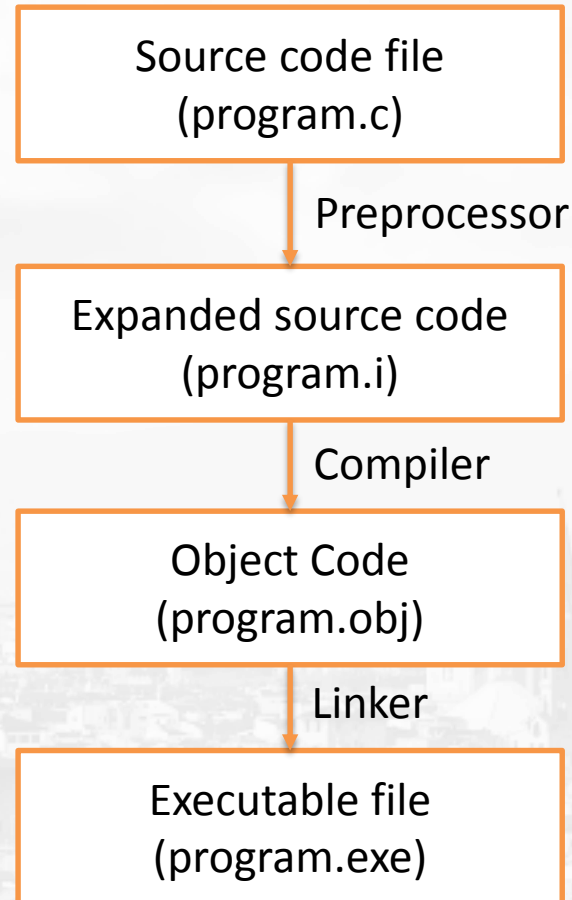 Source code file
(program.c)
Preprocessor
Expanded source code
(program.i)
Compiler
Object Code
(program.obj)
Linker
Executable file
(program.exe)